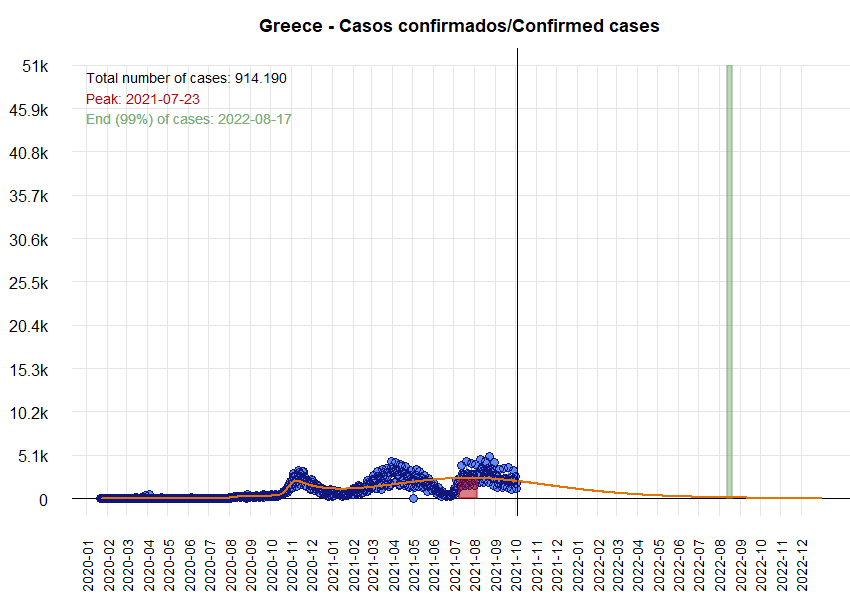 Greece - Casos confirmados/Confirmed cases
Total number of cases: 914.190
Peak: 2021-07-23
End (99%) of cases: 2022-08-17
51k
45.9k
40.8k
35.7k
30.6k
25.5k
20.4k
15.3k
10.2k
5.1k
0
2020-01
2020-02
2020-03
2020-04
2020-05
2020-06
2020-07
2020-08
2020-09
2020-10
2020-11
2020-12
2021-01
2021-02
2021-03
2021-04
2021-05
2021-06
2021-07
2021-08
2021-09
2021-10
2021-11
2021-12
2022-01
2022-02
2022-03
2022-04
2022-05
2022-06
2022-07
2022-08
2022-09
2022-10
2022-11
2022-12